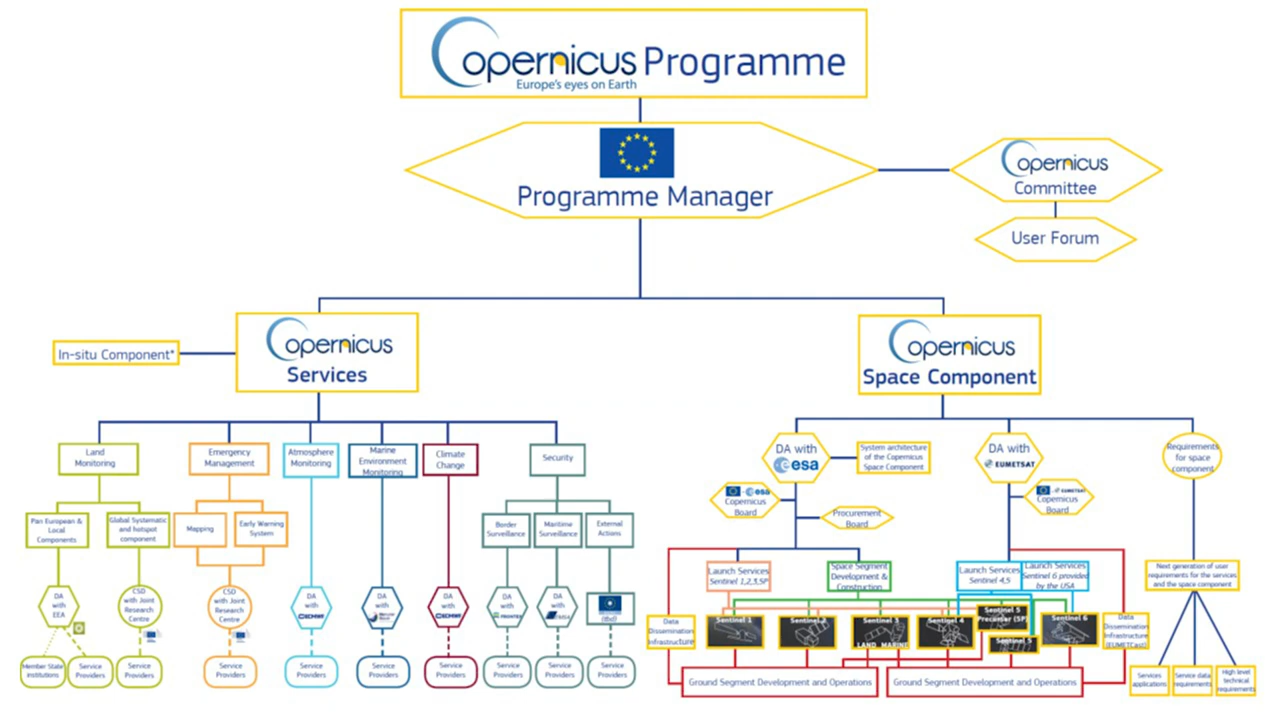 Copernicus Programme
Europe's eyes on Earth
Programme Manager
Copernicus
Committee
User Forum
In-situ Component*
Copernicus
Services
Copernicus
Space Component
Land
Monitoring
Emergency
Management
Atmosphere
Monitoring
Marine
Environment
Monitoring
Climate
Change
Security
Pan European &
Local
Components
Global Systematic
and hotspot
component
Mapping
Early Warning
System
Border
Surveillance
Maritime
Surveillance
External
Actions
DA
with
EEA
CSD
with Joint
Research
Centre
CSD
with Joint
Research
Centre
DA
with
ECMWF
DA
with
DA
with
ECMWF
DA
with
FRONTEX
DA
with
EMSA
(tbd)
Member State
institutions
Service
Providers
Service
Providers
Service
Providers
Service
Providers
Service
Providers
Service
Providers
Service
Providers
Service
Providers
Service
Providers
DA with
esa
System architecture
of the Copernicus
Space Component
DA with
EUMETSAT
Requirements
for space
component
esa
Copernicus
Board
Procurement
Board
EUMETSAT
Copernicus
Board
Launch Services
Sentinel 1,2,3,5P
Space Segment
Development &
Construction
Launch Services
Sentinel 4,5
Launch Services
Sentinel 6 provided
by the USA
Next generation of user
requirements for the services
and the space component
Data
Dissemination
Infrastructure
Sentinel 1
Sentinel 2
Sentinel 3
LAND MARINE
Sentinel 4
Sentinel 5
Precursor (5P)
Sentinel 5
Sentinel 6
Data
Dissemination
Infrastructure
(EUMETCast)
Ground Segment Development and Operations
Ground Segment Development and Operations
Services
applications
Service data
requirements
High level
technical
requirements